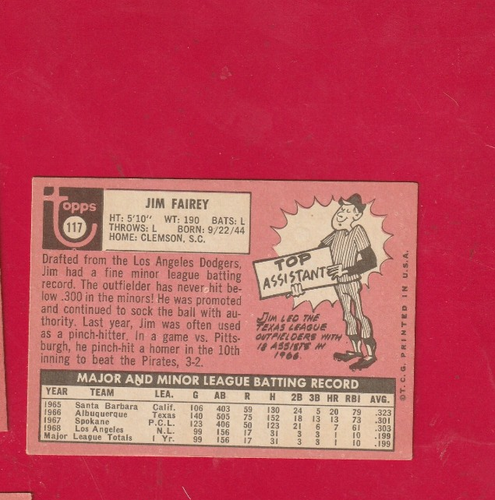 topps
117
JIM FAIREY
HT: 5'10" WT: 190 BATS: L
THROWS: L BORN: 9/22/44
HOME: CLEMSON, S.C.
Drafted from the Los Angeles Dodgers,
Jim had a fine minor league batting
record. The outfielder has never hit be-
low .300 in the minors! He was promoted
and continued to sock the ball with au-
thority. Last year, Jim was often used
as a pinch-hitter. In a game vs. Pitts-
burgh, he pinch-hit a homer in the 10th
inning to beat the Pirates, 3-2.
TOP
ASSISTANT
JIM LED THE
TEXAS LEAGUE
OUTFIELDERS WITH
18 ASSISTS IN
1966.
©T.C.G. PRINTED IN U.S.A.
MAJOR AND MINOR LEAGUE BATTING RECORD
YEAR TEAM LEA. G AB R H 2B 3B HR RBI AVG.
1965 Santa Barbara Calif. 106 403 59 130 24 5 20 79 .323
1966 Albuquerque Texas 140 505 75 152 18 13 13 73 .301
1967 Spokane P.C.L. 123 406 50 123 21 6 7 61 .303
1968 Los Angeles N.L. 99 156 17 31 3 3 1 10 .199
Major League Totals 1 Yr. 99 156 17 31 3 3 1 10 .199